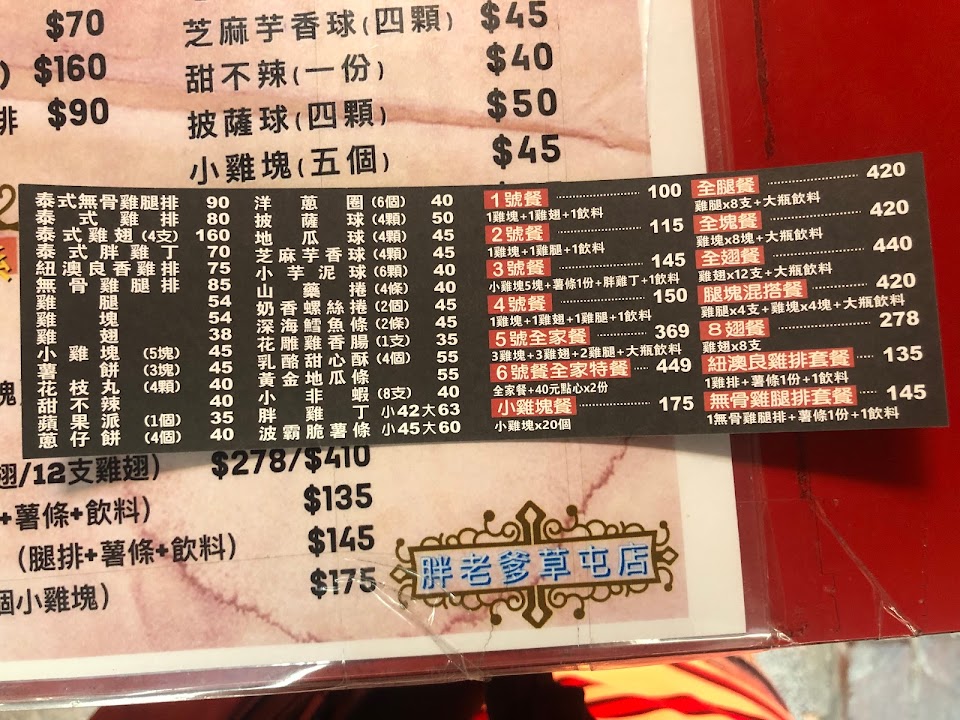 $70
$160
排 $90
芝麻芋香球(四顆) $45
甜不辣(一份) $40
披薩球(四顆) $50
小雞塊(五個) $45
泰式無骨雞腿排 90
泰式雞排 80
泰式雞翅(4支) 160
泰式胖雞丁 70
紐澳良香雞排 75
無骨雞腿排 85
雞腿 54
雞塊 54
雞翅 38
小雞塊(5塊) 45
薯餅(3塊) 45
花枝丸(4顆) 40
甜不辣 40
蘋果派(1個) 35
蔥仔餅(4個) 40
洋蔥圈(6個) 40
披薩球(4顆) 50
地瓜球(4顆) 45
芝麻芋香球(4顆) 45
小芋泥球(6顆) 40
山藥捲(4條) 40
奶香螺絲捲(2個) 45
深海鱈魚條(2條) 45
花雕雞香腸(1支) 35
乳酪甜心酥(4個) 55
黃金地瓜條 55
小非蝦(8支) 40
胖雞丁 小42大63
波霸脆薯條 小45大60
1號餐 100
1雞塊+1雞翅+1飲料
2號餐 115
1雞塊+1雞腿+1飲料
3號餐 145
小雞塊5塊+薯條1份+胖雞丁+1飲料
4號餐 150
1雞塊+1雞翅+1雞腿+1飲料
5號全家餐 369
3雞塊+3雞翅+2雞腿+大瓶飲料
6號餐全家特餐 449
全家餐+40元點心x2份
小雞塊餐 175
小雞塊x20個
全腿餐 420
雞腿x8支+大瓶飲料
全塊餐 420
雞塊x8塊+大瓶飲料
全翅餐 440
雞翅x12支+大瓶飲料
腿塊混搭餐 420
雞腿x4支+雞塊x4塊+大瓶飲料
8翅餐 278
雞翅x8支
紐澳良雞排套餐 135
1雞排+薯條1份+1飲料
無骨雞腿排套餐 145
1無骨雞腿排+薯條1份+1飲料
翅/12支雞翅) $278/$410
+薯條+飲料) $135
(腿排+薯條+飲料) $145
個小雞塊) $175
胖老爹草屯店